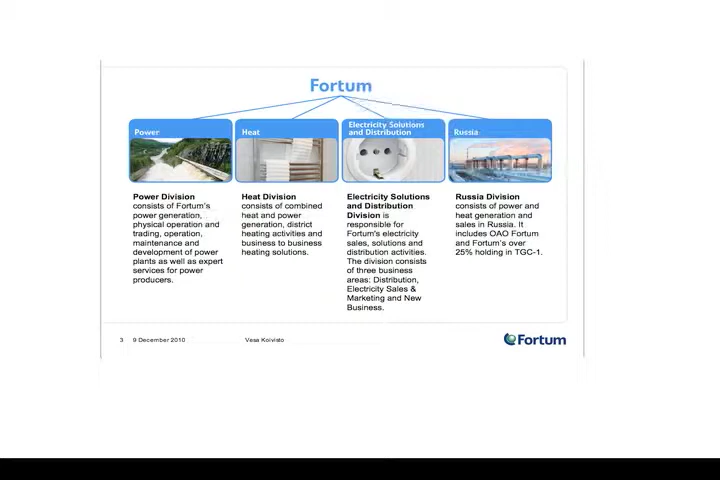 Fortum
Power
Heat
Electricity Solutions
and Distribution
Russia
Power Division
consists of Fortum's
power generation,
physical operation and
trading, operation,
maintenance and
development of power
plants as well as expert
services for power
producers.
Heat Division
consists of combined
heat and power
generation, district
heating activities and
business to business
heating solutions.
Electricity Solutions
and Distribution
Division is
responsible for
Fortum's electricity
sales, solutions and
distribution activities.
The division consists
of three business
areas: Distribution,
Electricity Sales &
Marketing and New
Business.
Russia Division
consists of power and
heat generation and
sales in Russia. It
includes OAO Fortum
and Fortum's over
25% holding in TGC-1.
3 9 December 2010 Vesa Koivisto
Fortum